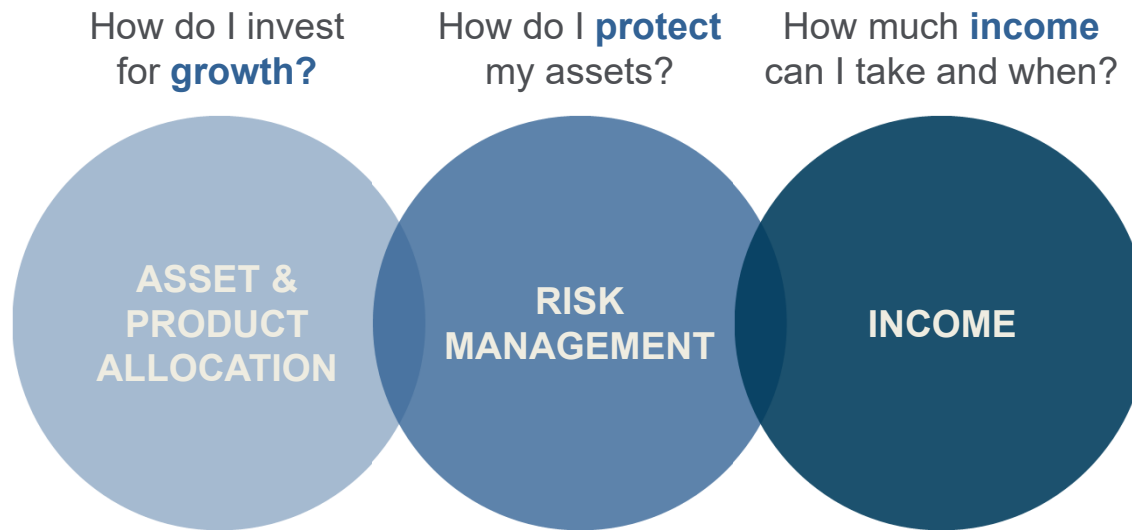 How do I invest
for growth?
How do I protect
my assets?
How much income
can I take and when?
ASSET &
PRODUCT
ALLOCATION
RISK
MANAGEMENT
INCOME